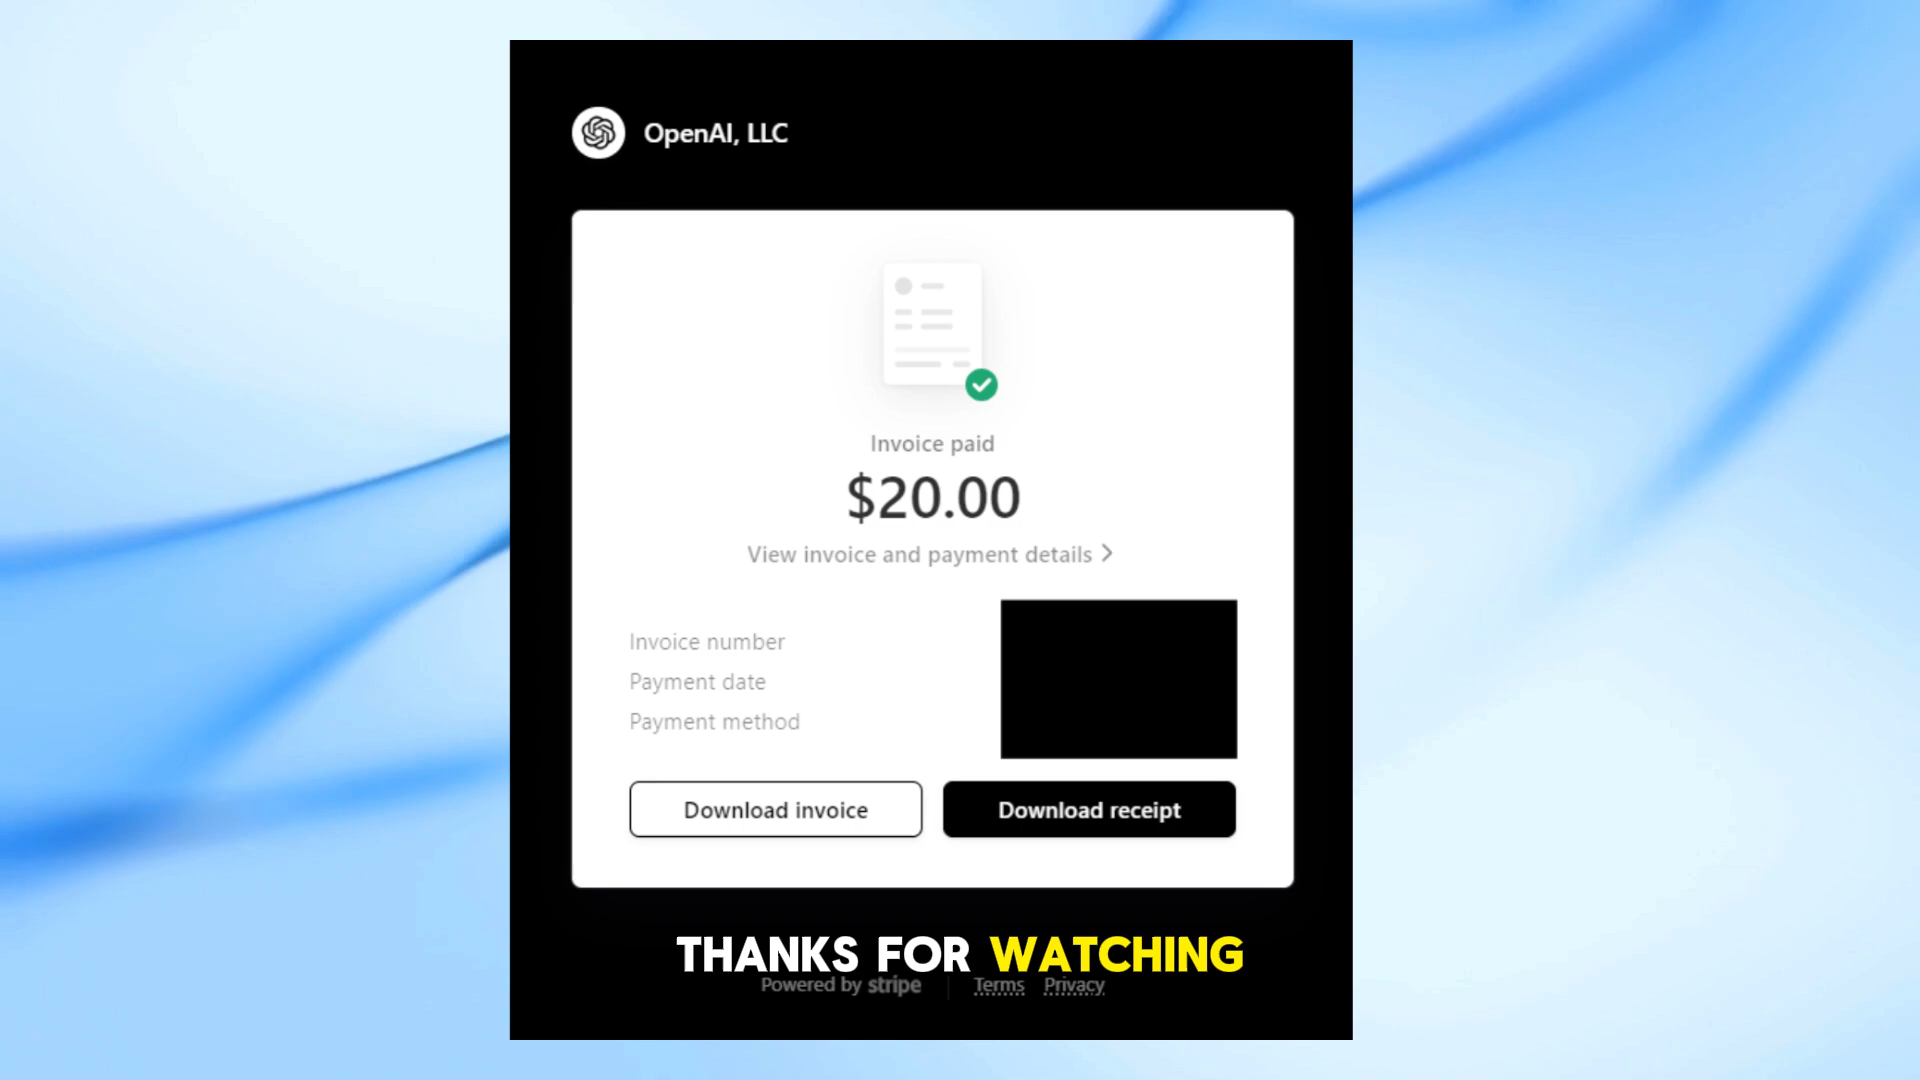 OpenAI, LLC
Invoice paid
$20.00
View invoice and payment details
Invoice number
Payment date
Payment method
Download invoice
Download receipt
THANKS FOR WATCHING
Powered by stripe
Terms
Privacy